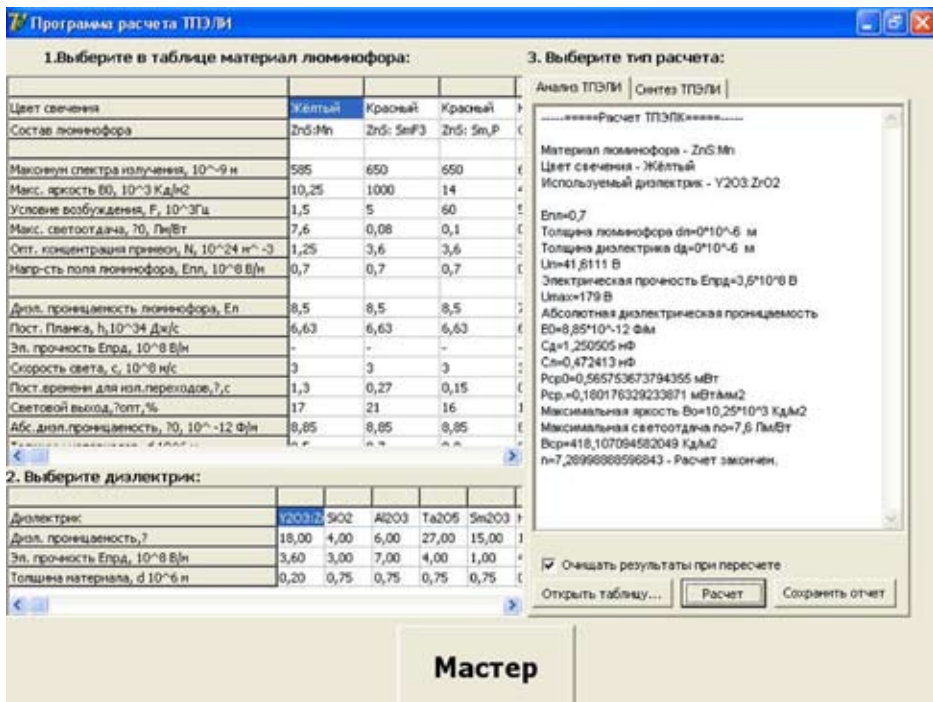 Программа расчета ТПЭЛИ
1.Выберите в таблице материал люминофора:
Цвет свечения Жёлтый Красный Красный
Состав люминофора ZnS:Mn ZnS: SmF3 ZnS: Sm,P
Максимум спектра излучения, 10^-9 м 585 650 650
Макс. яркость B0, 10^3 Кд/м2 10,25 1000 14
Условие возбуждения, F, 10^3Гц 1,5 5 60
Макс. светоотдача, ?0, Лм/Вт 7,6 0,08 0,1
Опт. концентрация примеси, N, 10^24 м^ -3 1,25 3,6 3,6
Напр-сть поля люминофора, Eпл, 10^8 В/м 0,7 0,7 0,7
Диэл. проницаемость люминофора, Eл 8,5 8,5 8,5
Пост. Планка, h,10^34 Дж/с 6,63 6,63 6,63
Эл. прочность Eпрд, 10^8 В/м - - -
Скорость света, с, 10^8 м/с 3 3 3
Пост.времени для изл.переходов,?,с 1,3 0,27 0,15
Световой выход,?опт,% 17 21 16
Абс.диэл.проницаемость, ?0, 10^ -12 Ф/м 8,85 8,85 8,85
2. Выберите диэлектрик:
Диэлектрик: Y2O3:Z SiO2 Al2O3 Ta2O5 Sm2O3
Диэл. проницаемость,? 18,00 4,00 6,00 27,00 15,00
Эл. прочность Eпрд, 10^8 В/м 3,60 3,00 7,00 4,00 1,00
Толщина материала, d 10^6 м 0,20 0,75 0,75 0,75 0,75
3. Выберите тип расчета:
Анализ ТПЭЛИ Синтез ТПЭЛИ
-----=====Расчет ТПЭЛК=====-----
Материал люминофора - ZnS:Mn
Цвет свечения - Жёлтый
Используемый диэлектрик - Y2O3:ZrO2
Eпл=0,7
Толщина люминофора dл=0*10^-6 м
Толщина диэлектрика dд=0*10^-6 м
Uп=41,6111 В
Электрическая прочность Eпрд=3,6*10^8 В
Umax=179 В
Абсолютная диэлектрическая проницаемость
E0=8,85*10^-12 Ф/м
Cд=1,250505 нФ
Cл=0,472413 нФ
Pср0=0,565753673794355 мВт
Pср.=0,180176329233871 мВт/мм2
Максимальная яркость Bo=10,25*10^3 Кд/м2
Максимальная светоотдача no=7,6 Лм/Вт
Bср=418,107094582049 Кд/м2
n=7,28998888596843 - Расчет закончен.
Очищать результаты при пересчете
Открыть таблицу... Расчет Сохранить отчет
Мастер